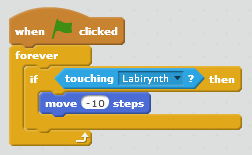 when clicked
forever
if touching Labirynth ? then
move -10 steps